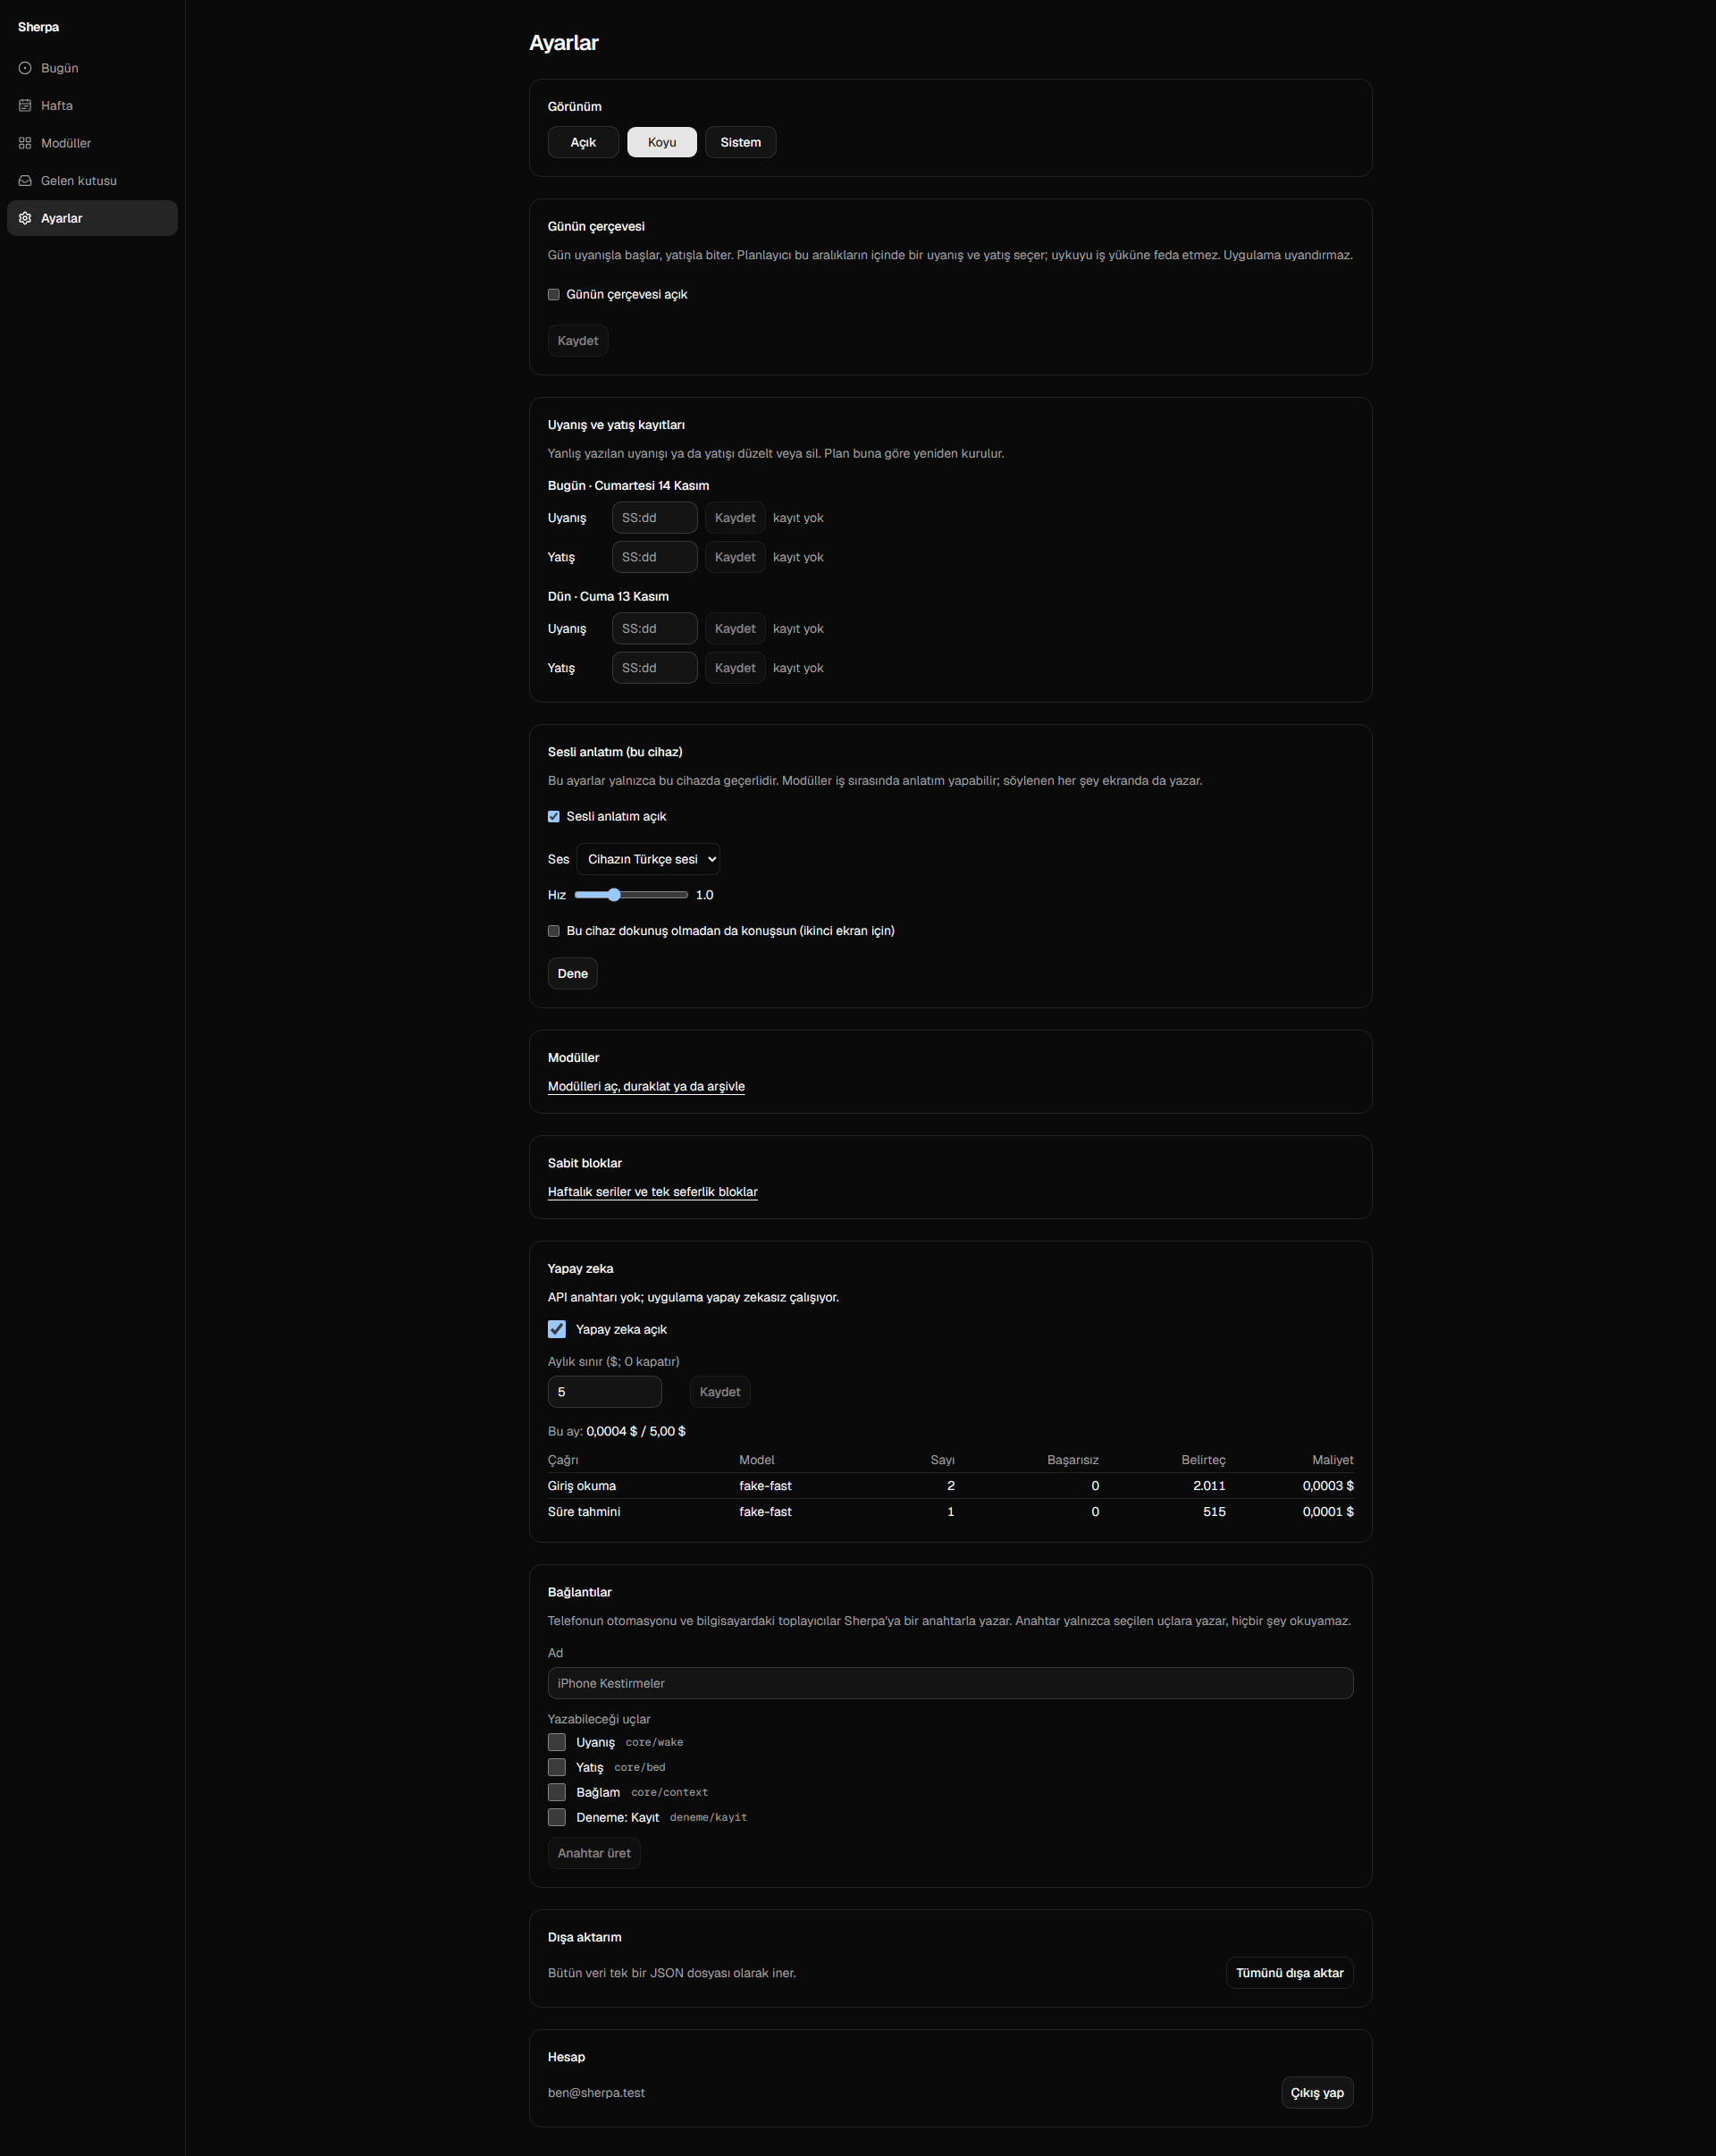 Sherpa
Bugün
Hafta
Modüller
Gelen kutusu
Ayarlar
Ayarlar
Görünüm
Açık Koyu Sistem
Günün çerçevesi
Gün uyanışla başlar, yatışla biter. Planlayıcı bu aralıkların içinde bir uyanış ve yatış seçer; uykuyu iş yüküne feda etmez. Uygulama uyandırmaz.
Günün çerçevesi açık
Kaydet
Uyanış ve yatış kayıtları
Yanlış yazılan uyanışı ya da yatışı düzelt veya sil. Plan buna göre yeniden kurulur.
Bugün · Cumartesi 14 Kasım
Uyanış SS:dd Kaydet kayıt yok
Yatış SS:dd Kaydet kayıt yok
Dün · Cuma 13 Kasım
Uyanış SS:dd Kaydet kayıt yok
Yatış SS:dd Kaydet kayıt yok
Sesli anlatım (bu cihaz)
Bu ayarlar yalnızca bu cihazda geçerlidir. Modüller iş sırasında anlatım yapabilir; söylenen her şey ekranda da yazar.
Sesli anlatım açık
Ses Cihazın Türkçe sesi
Hız 1.0
Bu cihaz dokunuş olmadan da konuşsun (ikinci ekran için)
Dene
Modüller
Modülleri aç, duraklat ya da arşivle
Sabit bloklar
Haftalık seriler ve tek seferlik bloklar
Yapay zeka
API anahtarı yok; uygulama yapay zekasız çalışıyor.
Yapay zeka açık
Aylık sınır ($; 0 kapatır)
5 Kaydet
Bu ay: 0,0004 $ / 5,00 $
Çağrı Model Sayı Başarısız Belirteç Maliyet
Giriş okuma fake-fast 2 0 2.011 0,0003 $
Süre tahmini fake-fast 1 0 515 0,0001 $
Bağlantılar
Telefonun otomasyonu ve bilgisayardaki toplayıcılar Sherpa'ya bir anahtarla yazar. Anahtar yalnızca seçilen uçlara yazar, hiçbir şey okuyamaz.
Ad
iPhone Kestirmeler
Yazabileceği uçlar
Uyanış core/wake
Yatış core/bed
Bağlam core/context
Deneme: Kayıt deneme/kayit
Anahtar üret
Dışa aktarım
Bütün veri tek bir JSON dosyası olarak iner. Tümünü dışa aktar
Hesap
ben@sherpa.test Çıkış yap